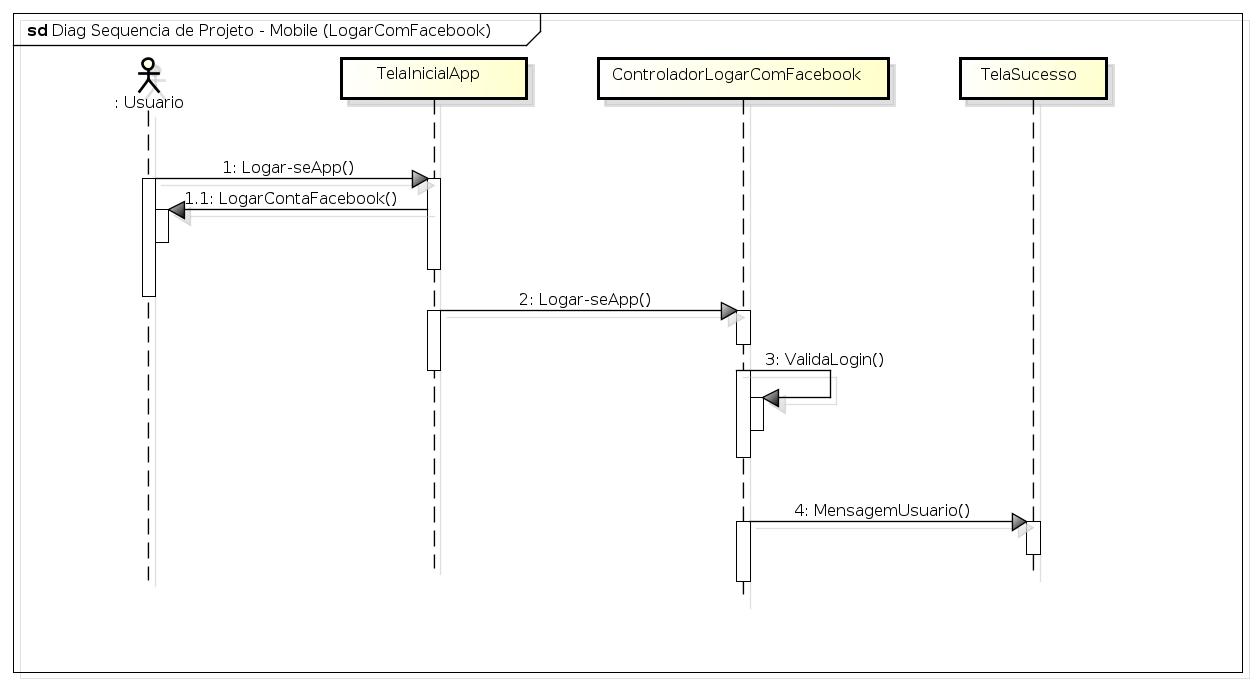 sd Diag Sequencia de Projeto - Mobile (LogarComFacebook)
: Usuario
TelaInicialApp
ControladorLogarComFacebook
TelaSucesso
1: Logar-seApp()
1.1: LogarContaFacebook()
2: Logar-seApp()
3: ValidaLogin()
4: MensagemUsuario()